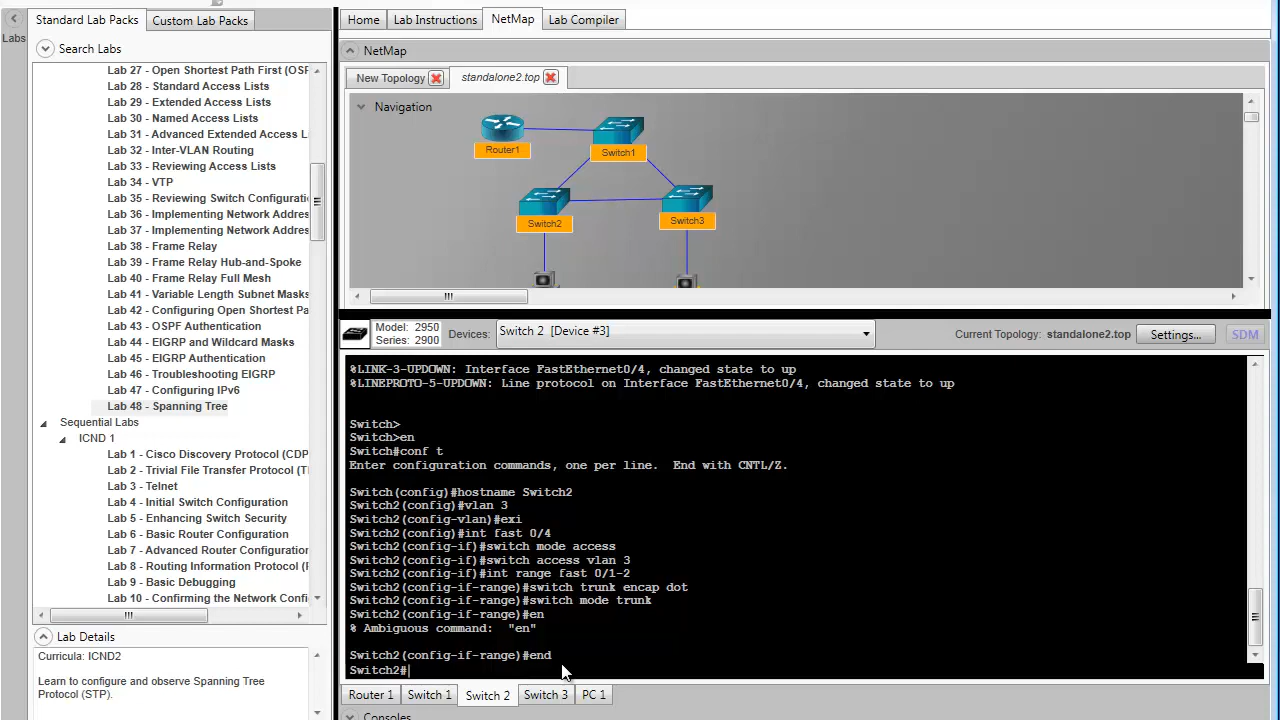 Labs
Standard Lab Packs
Custom Lab Packs
Search Labs
Lab 27 - Open Shortest Path First (OSF
Lab 28 - Standard Access Lists
Lab 29 - Extended Access Lists
Lab 30 - Named Access Lists
Lab 31 - Advanced Extended Access L
Lab 32 - Inter-VLAN Routing
Lab 33 - Reviewing Access Lists
Lab 34 - VTP
Lab 35 - Reviewing Switch Configurati
Lab 36 - Implementing Network Addres
Lab 37 - Implementing Network Addres
Lab 38 - Frame Relay
Lab 39 - Frame Relay Hub-and-Spoke
Lab 40 - Frame Relay Full Mesh
Lab 41 - Variable Length Subnet Masks
Lab 42 - Configuring Open Shortest Pa
Lab 43 - OSPF Authentication
Lab 44 - EIGRP and Wildcard Masks
Lab 45 - EIGRP Authentication
Lab 46 - Troubleshooting EIGRP
Lab 47 - Configuring IPv6
Lab 48 - Spanning Tree
Sequential Labs
ICND 1
Lab 1 - Cisco Discovery Protocol (CDP
Lab 2 - Trivial File Transfer Protocol (TI
Lab 3 - Telnet
Lab 4 - Initial Switch Configuration
Lab 5 - Enhancing Switch Security
Lab 6 - Basic Router Configuration
Lab 7 - Advanced Router Configuration
Lab 8 - Routing Information Protocol (F
Lab 9 - Basic Debugging
Lab 10 - Confirming the Network Confi
Lab Details
Curricula: ICND2
Learn to configure and observe Spanning Tree
Protocol (STP).
Home
Lab Instructions
NetMap
Lab Compiler
NetMap
New Topology
standalone2.top
Navigation
Router1
Switch1
Switch2
Switch3
Model: 2950
Series: 2900
Devices:
Switch 2 [Device #3]
Current Topology: standalone2.top
Settings...
SDM
%LINK-3-UPDOWN: Interface FastEthernet0/4, changed state to up
%LINEPROTO-5-UPDOWN: Line protocol on Interface FastEthernet0/4, changed state to up
Switch>
Switch>en
Switch#conf t
Enter configuration commands, one per line.  End with CNTL/Z.
Switch(config)#hostname Switch2
Switch2(config)#vlan 3
Switch2(config-vlan)#exi
Switch2(config)#int fast 0/4
Switch2(config-if)#switch mode access
Switch2(config-if)#switch access vlan 3
Switch2(config-if)#int range fast 0/1-2
Switch2(config-if-range)#switch trunk encap dot
Switch2(config-if-range)#switch mode trunk
Switch2(config-if-range)#en
% Ambiguous command:  "en"
Switch2(config-if-range)#end
Switch2#
Router 1
Switch 1
Switch 2
Switch 3
PC 1
Consoles